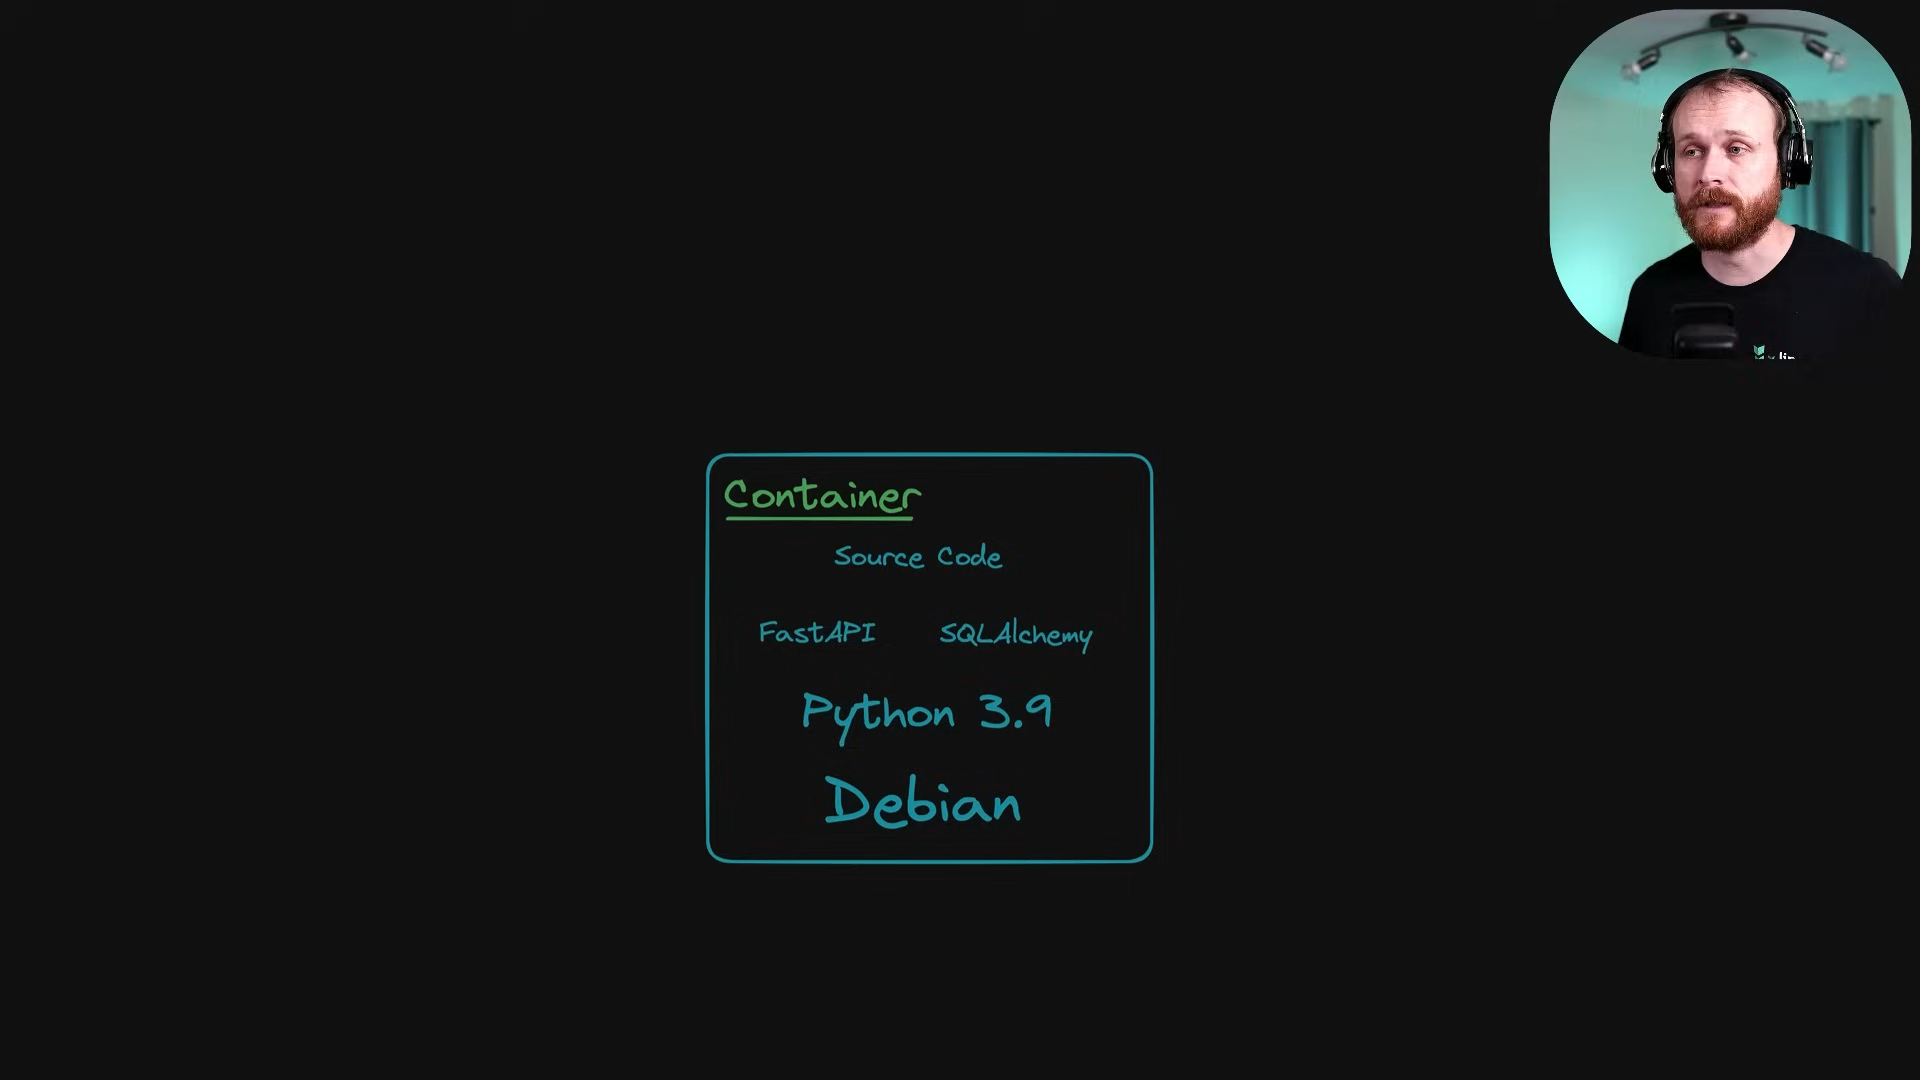 Container
Source Code
FastAPI SQLAlchemy
Python 3.9
Debian